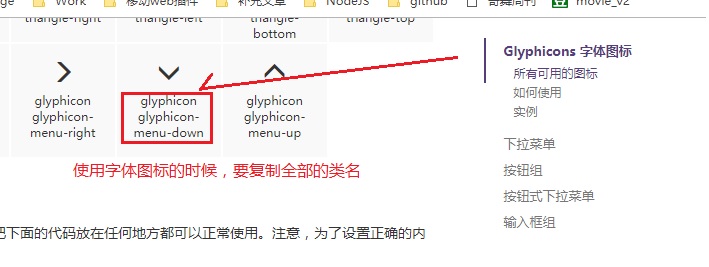 Work
移动web插件
补充文章
NodeJS
github
奇舞周刊
movie_v2
triangle-right
triangle-
bottom
triangle-top
glyphicon
glyphicon-
menu-right
glyphicon
glyphicon-
menu-down
glyphicon
glyphicon-
menu-up
使用字体图标的时候，要复制全部的类名
把下面的代码放在任何地方都可以正常使用。注意，为了设置正确的内
Glyphicons 字体图标
所有可用的图标
如何使用
实例
下拉菜单
按钮组
按钮式下拉菜单
输入框组